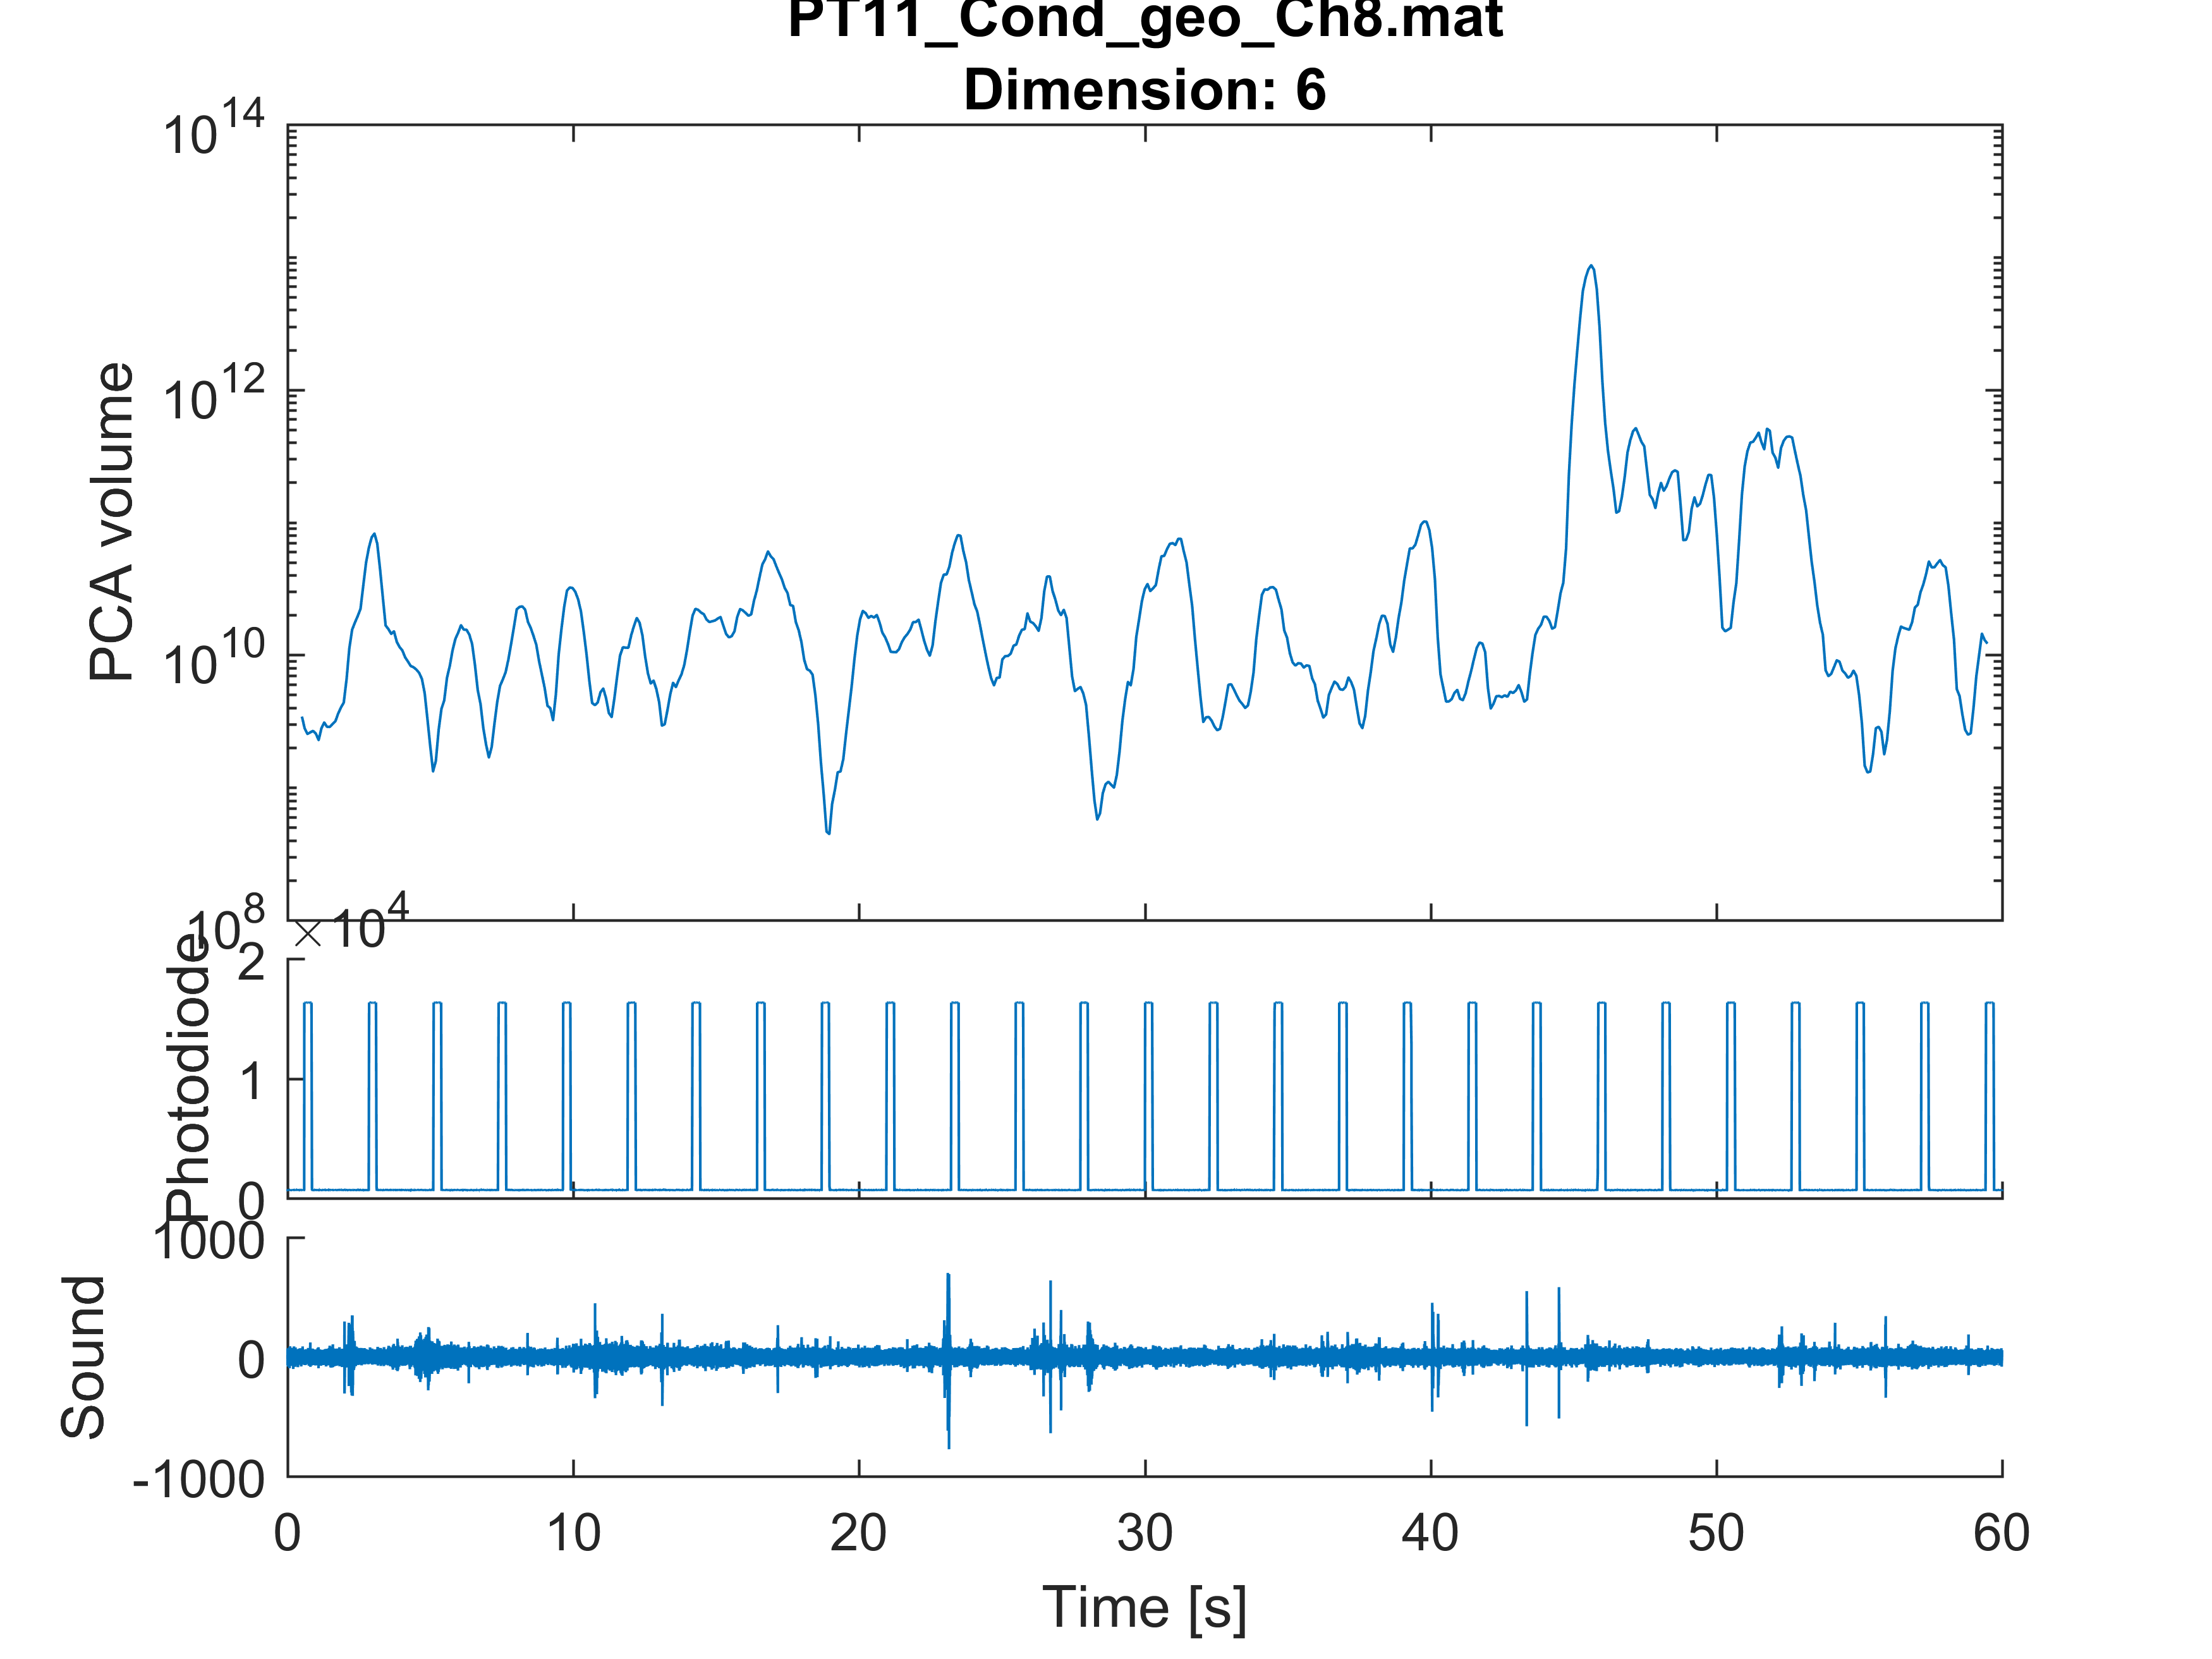 PT11_Cond_geo_Ch8.mat
Dimension: 6
10^14
10^12
10^10
10^8
PCA volume
× 10^4
2
1
0
Photodiode
1000
0
-1000
Sound
0 10 20 30 40 50 60
Time [s]